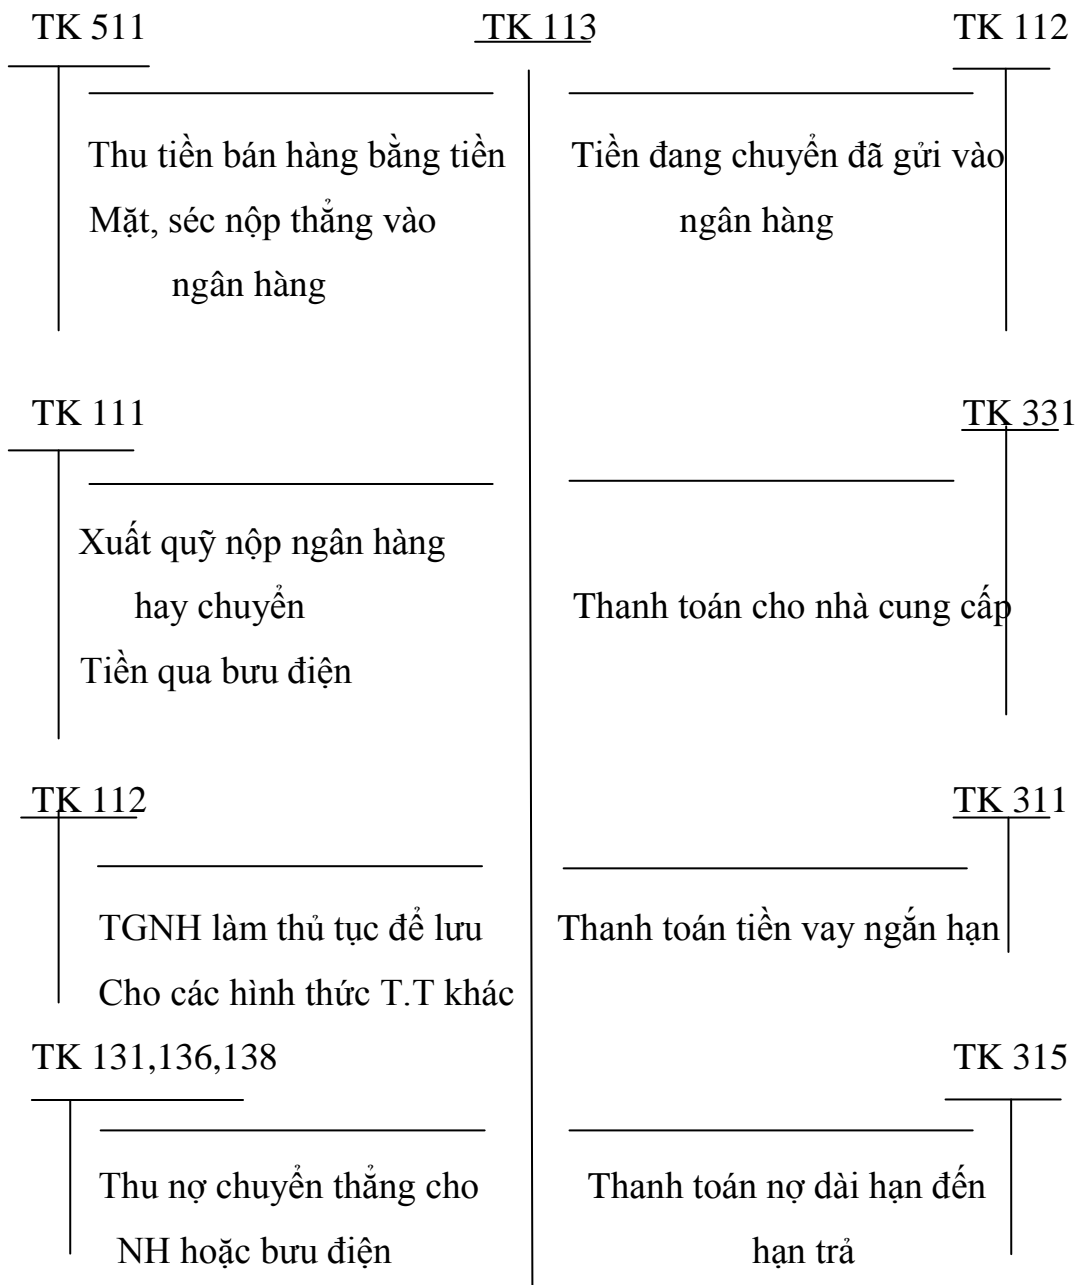 TK 511 TK 113 TK 112
Thu tiền bán hàng bằng tiền Tiền đang chuyển đã gửi vào
Mặt, séc nộp thẳng vào ngân hàng
ngân hàng
TK 111 TK 331
Xuất quỹ nộp ngân hàng
hay chuyển Thanh toán cho nhà cung cấp
Tiền qua bưu điện
TK 112 TK 311
TGNH làm thủ tục để lưu Thanh toán tiền vay ngắn hạn
Cho các hình thức T.T khác
TK 131,136,138 TK 315
Thu nợ chuyển thẳng cho Thanh toán nợ dài hạn đến
NH hoặc bưu điện hạn trả